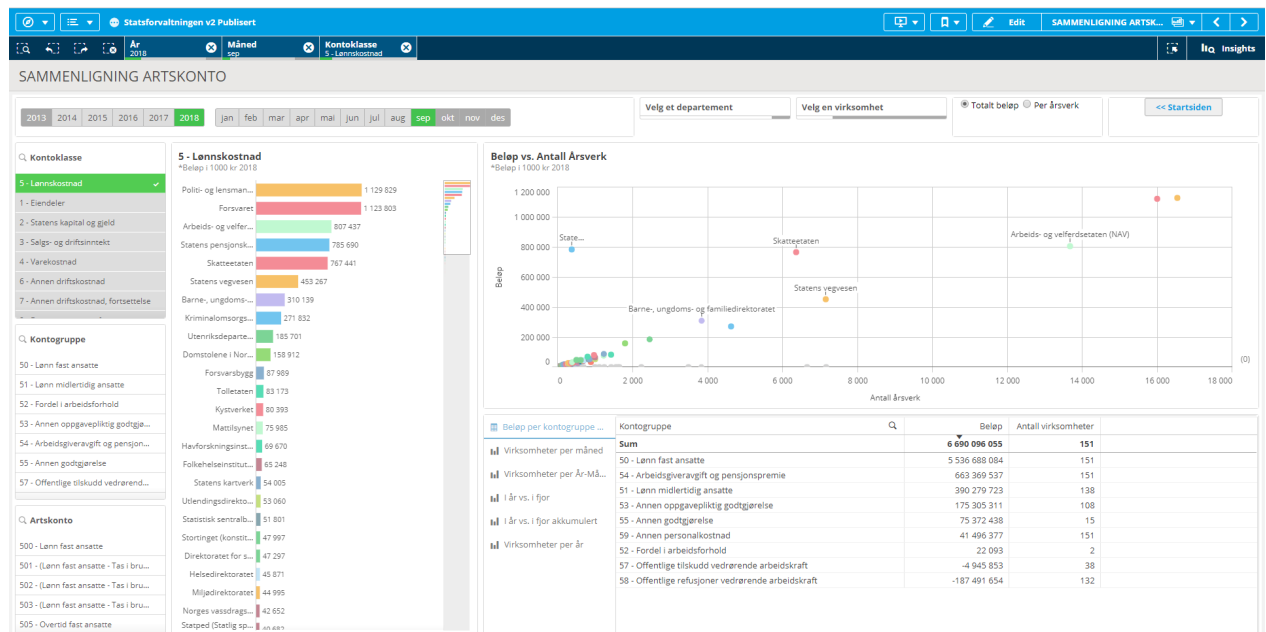 Statsforvaltningen v2 Publisert
Edit
SAMMENLIGNING ARTSK...
År
2018
Måned
sep
Kontoklasse
5 - Lønnskostnad
Insights
SAMMENLIGNING ARTSKONTO
2013 2014 2015 2016 2017 2018
jan feb mar apr mai jun jul aug sep okt nov des
Velg et departement
Velg en virksomhet
Totalt beløp Per årsverk
<< Startsiden
Kontoklasse
5 - Lønnskostnad
1 - Eiendeler
2 - Statens kapital og gjeld
3 - Salgs- og driftsinntekt
4 - Varekostnad
6 - Annen driftskostnad
7 - Annen driftskostnad, fortsettelse
Kontogruppe
50 - Lønn fast ansatte
51 - Lønn midlertidig ansatte
52 - Fordel i arbeidsforhold
53 - Annen oppgavepliktig godtgjø...
54 - Arbeidsgiveravgift og pensjon...
55 - Annen godtgjørelse
57 - Offentlige tilskudd vedrørend...
Artskonto
500 - Lønn fast ansatte
501 - (Lønn fast ansatte - Tas i bru...
502 - (Lønn fast ansatte - Tas i bru...
503 - (Lønn fast ansatte - Tas i bru...
505 - Overtid fast ansatte
5 - Lønnskostnad
*Beløp i 1000 kr 2018
Politi- og lensman... 1 129 829
Forsvaret 1 123 803
Arbeids- og velfer... 807 437
Statens pensjonsk... 785 690
Skatteetaten 767 441
Statens vegvesen 453 267
Barne-, ungdoms-... 310 139
Kriminalomsorgs... 271 832
Utenriksdeparte... 185 701
Domstolene i Nor... 158 912
Forsvarsbygg 87 989
Tolletaten 83 173
Kystverket 80 393
Mattilsynet 75 985
Havforskningsinst... 69 670
Folkehelseinstitut... 65 248
Statens kartverk 54 005
Utlendingsdirekto... 53 060
Statistisk sentralb... 51 801
Stortinget (konstit... 47 997
Direktoratet for s... 47 297
Helsedirektoratet 45 871
Miljødirektoratet 44 995
Norges vassdrags... 42 652
Statped (Statlig sp... 40 682
Beløp vs. Antall Årsverk
*Beløp i 1000 kr 2018
Beløp
1 200 000
1 000 000
800 000
600 000
400 000
200 000
0
State...
Skatteetaten
Arbeids- og velferdsetaten (NAV)
Statens vegvesen
Barne-, ungdoms- og familiedirektoratet
(0)
0 2 000 4 000 6 000 8 000 10 000 12 000 14 000 16 000 18 000
Antall årsverk
Beløp per kontogruppe ...
Virksomheter per måned
Virksomheter per År-Må...
I år vs. i fjor
I år vs. i fjor akkumulert
Virksomheter per år
Kontogruppe Beløp Antall virksomheter
Sum 6 690 096 055 151
50 - Lønn fast ansatte 5 536 688 084 151
54 - Arbeidsgiveravgift og pensjonspremie 663 369 537 151
51 - Lønn midlertidig ansatte 390 279 723 138
53 - Annen oppgavepliktig godtgjørelse 175 305 311 108
55 - Annen godtgjørelse 75 372 438 15
59 - Annen personalkostnad 41 496 377 151
52 - Fordel i arbeidsforhold 22 093 2
57 - Offentlige tilskudd vedrørende arbeidskraft -4 945 853 38
58 - Offentlige refusjoner vedrørende arbeidskraft -187 491 654 132